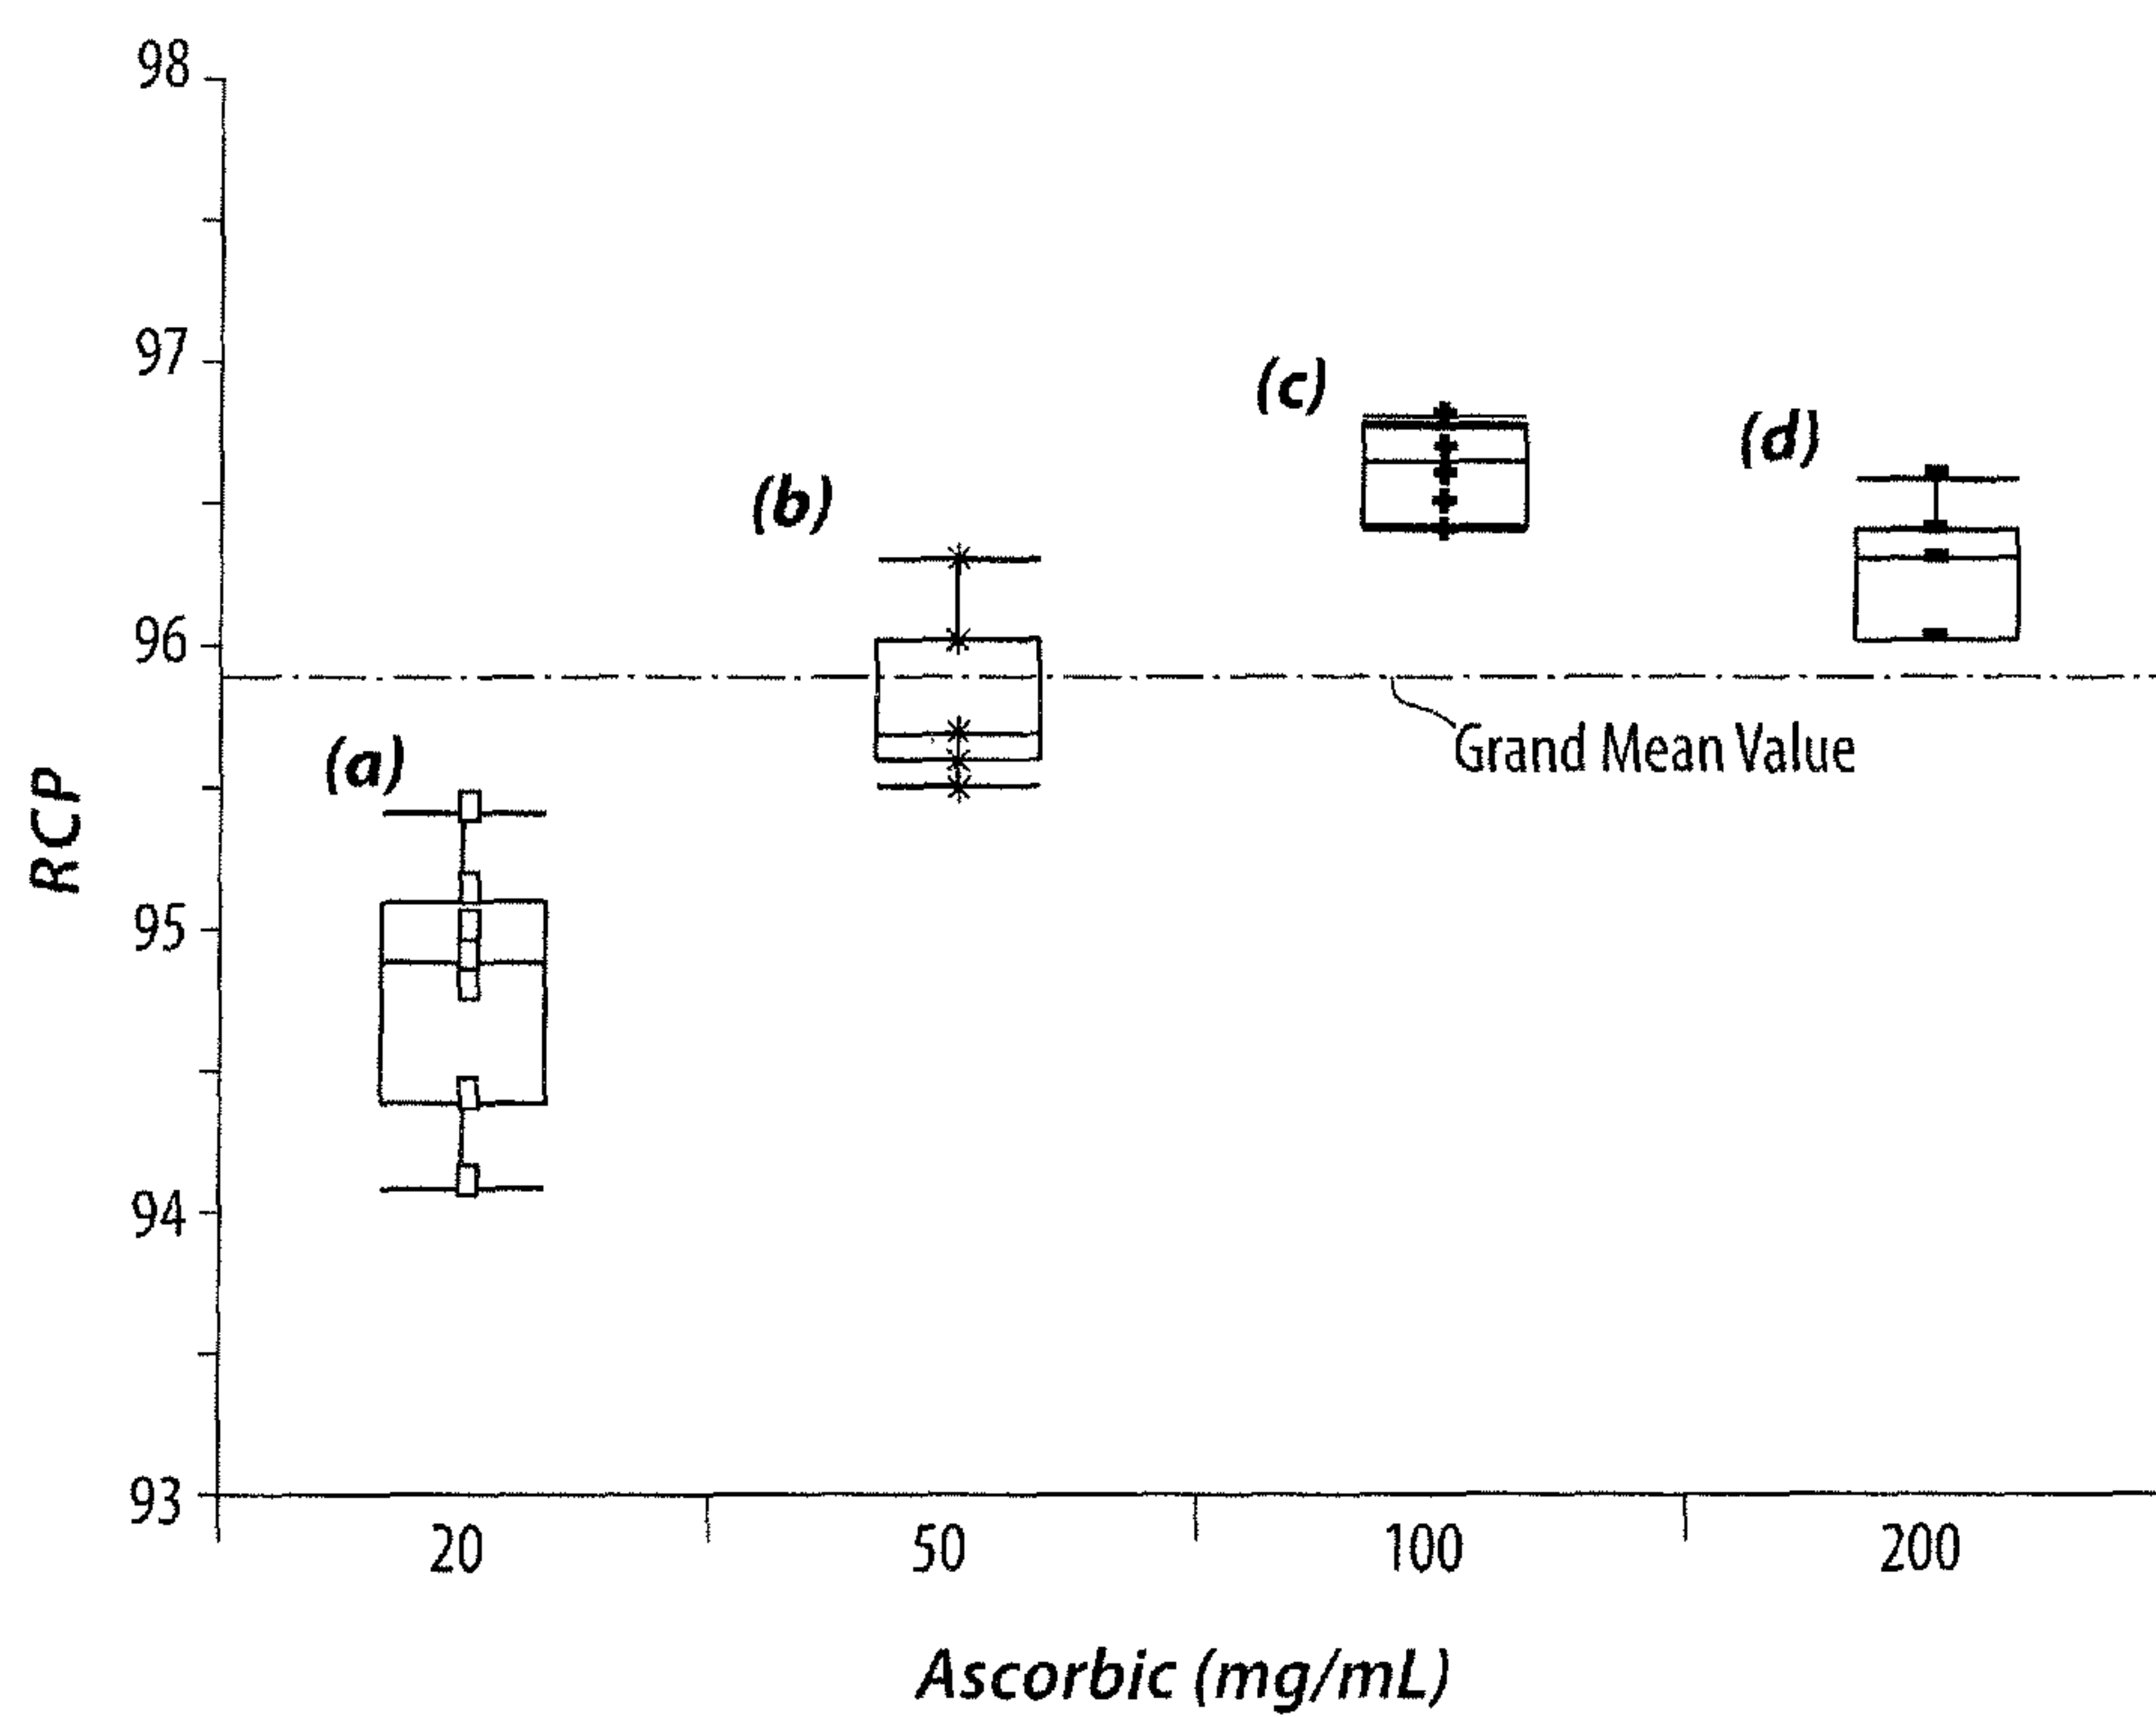 98
97
(c)
(d)
(b)
96
Grand Mean Value
(a)
RCP
95
94
93
20 50 100 200
Ascorbic (mg/mL)